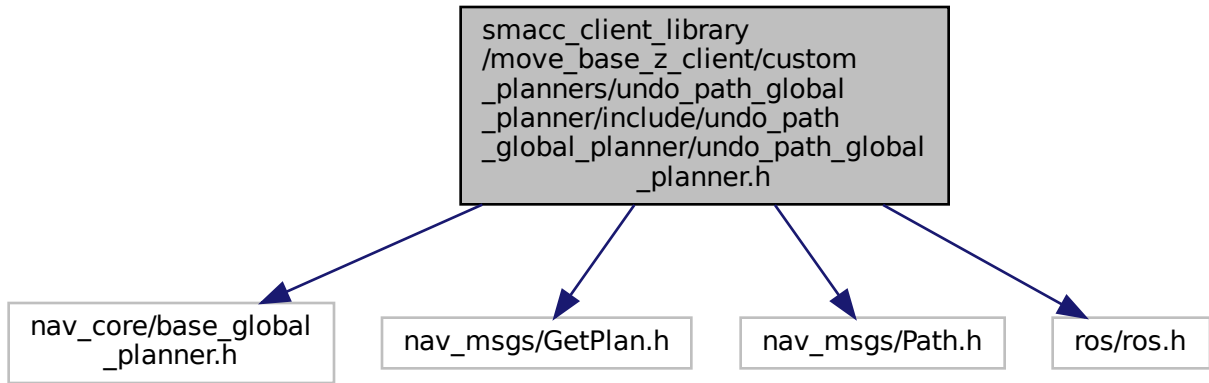 smacc_client_library
/move_base_z_client/custom
_planners/undo_path_global
_planner/include/undo_path
_global_planner/undo_path_global
_planner.h
nav_core/base_global
_planner.h
nav_msgs/GetPlan.h
nav_msgs/Path.h
ros/ros.h